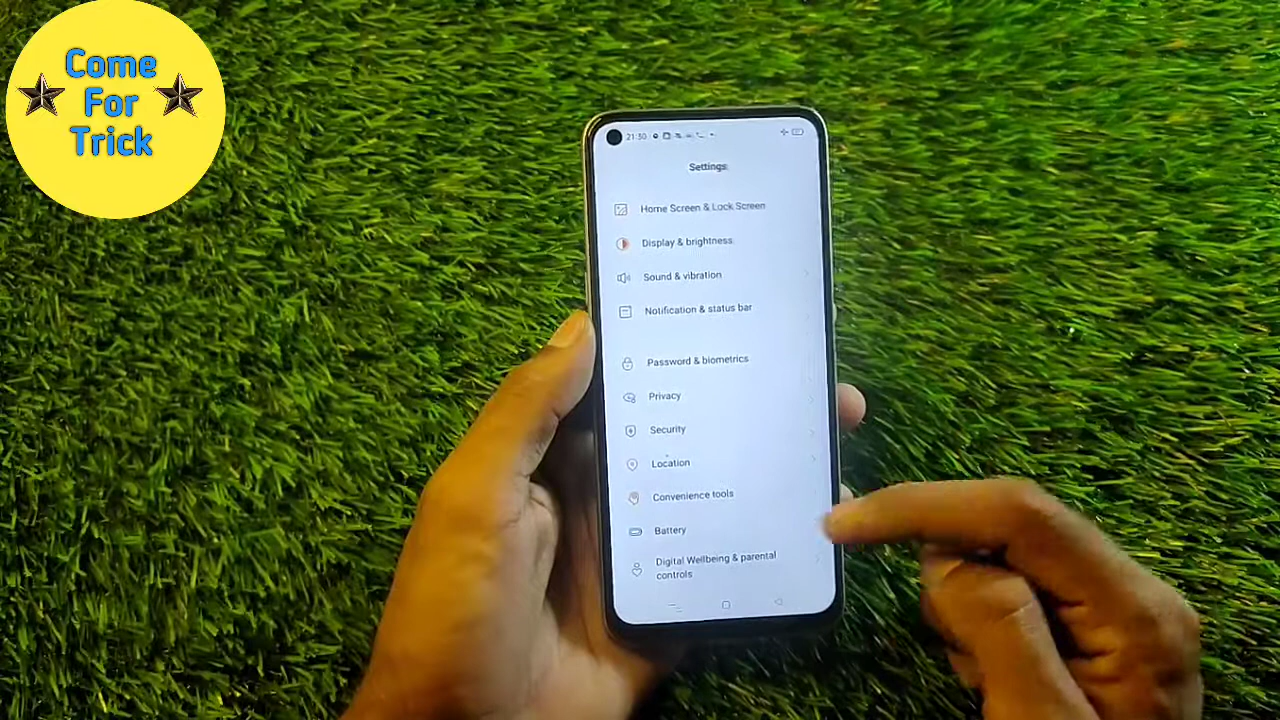 Come
For
Trick
21:30
Settings
Home Screen & Lock Screen
Display & brightness
Sound & vibration
Notification & status bar
Password & biometrics
Privacy
Security
Location
Convenience tools
Battery
Digital Wellbeing & parental
controls